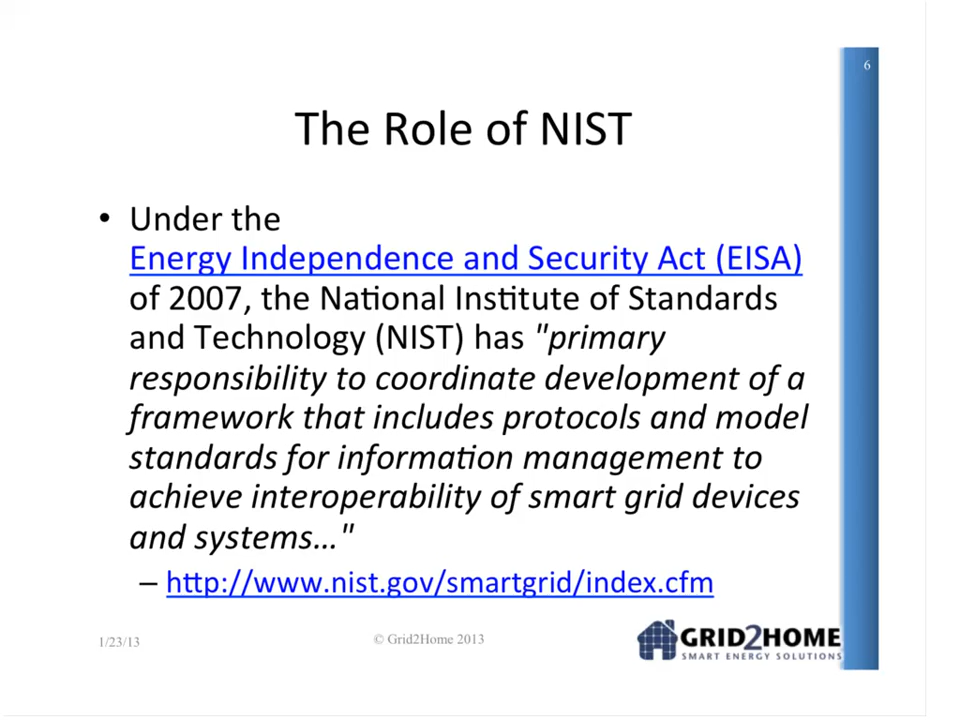 6
The Role of NIST
• Under the
Energy Independence and Security Act (EISA)
of 2007, the National Institute of Standards
and Technology (NIST) has "primary
responsibility to coordinate development of a
framework that includes protocols and model
standards for information management to
achieve interoperability of smart grid devices
and systems…"
– http://www.nist.gov/smartgrid/index.cfm
1/23/13
© Grid2Home 2013
GRID2HOME
SMART ENERGY SOLUTIONS